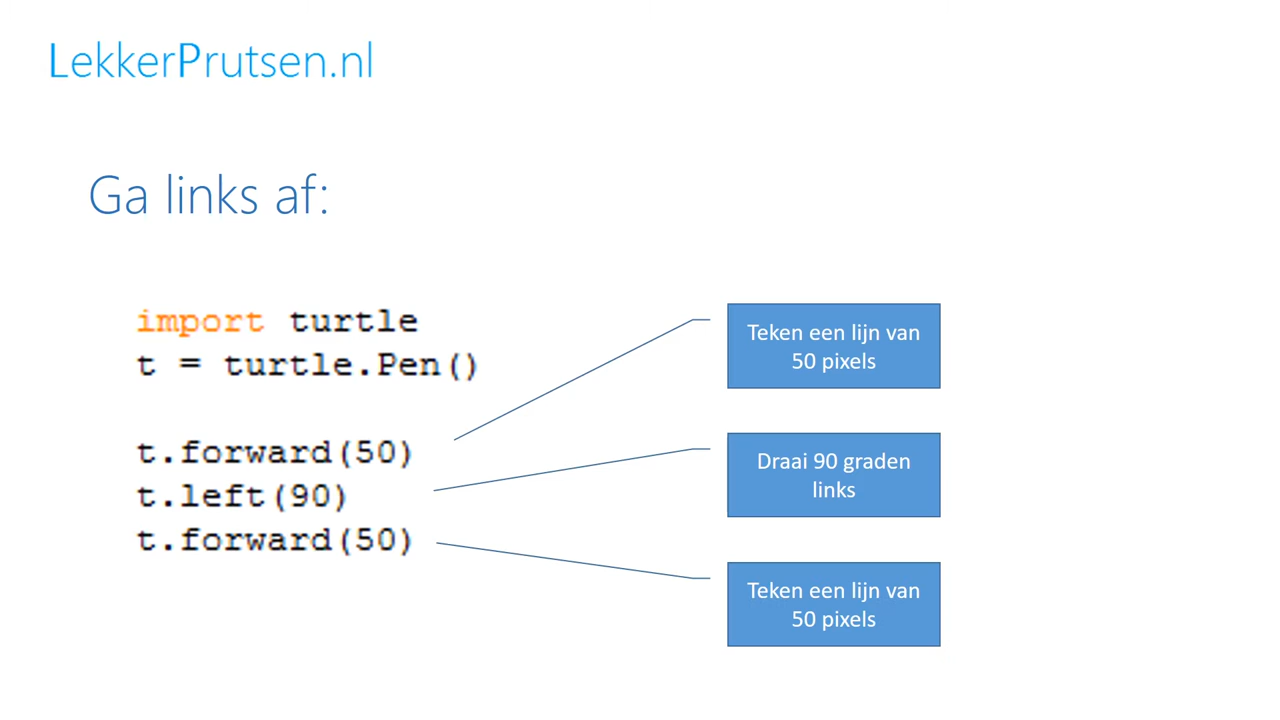 LekkerPrutsen.nl
Ga links af:
import turtle
t = turtle.Pen()
t.forward(50)
t.left(90)
t.forward(50)
Teken een lijn van
50 pixels
Draai 90 graden
links
Teken een lijn van
50 pixels